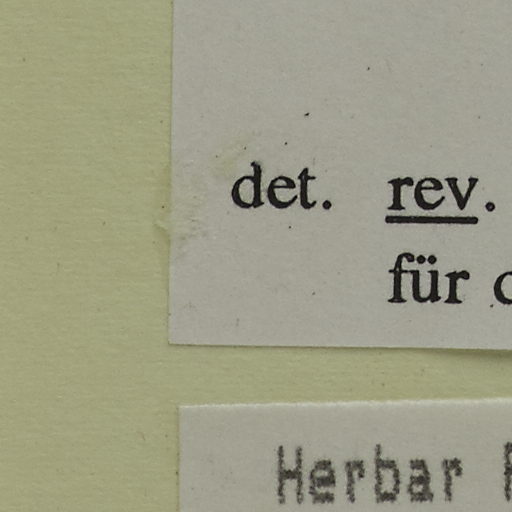 det. rev.
für
Herbar